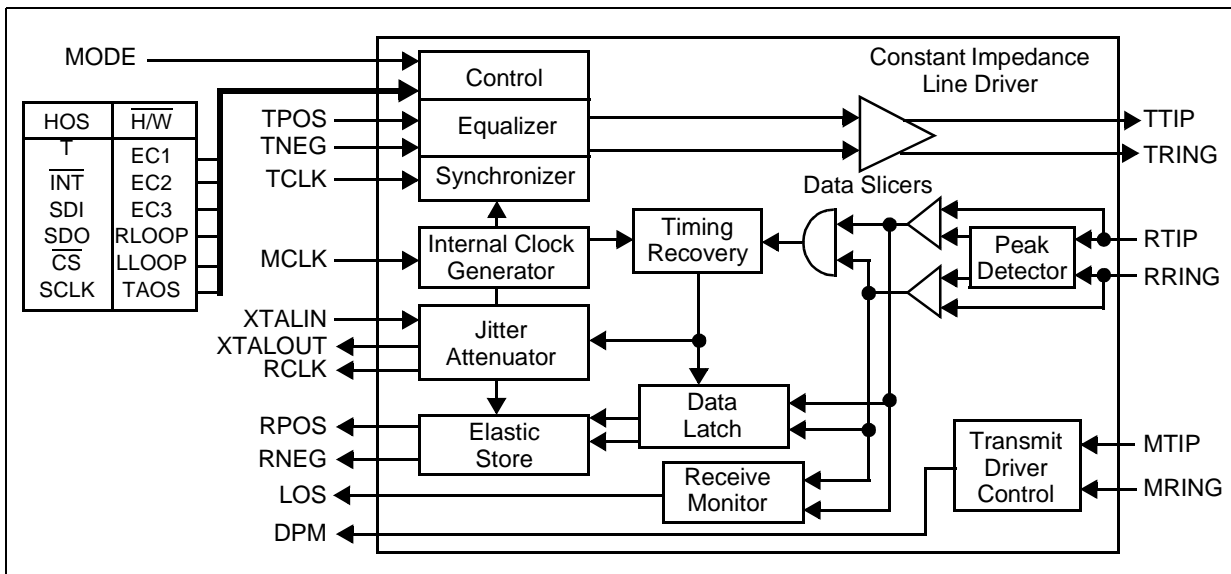 MODE
HOS H/W
T EC1
INT EC2
SDI EC3
SDO RLOOP
CS LLOOP
SCLK TAOS
TPOS
TNEG
TCLK
MCLK
XTALIN
XTALOUT
RCLK
RPOS
RNEG
LOS
DPM
Control
Equalizer
Synchronizer
Internal Clock
Generator
Jitter
Attenuator
Elastic
Store
Timing
Recovery
Data
Latch
Receive
Monitor
Constant Impedance
Line Driver
Data Slicers
Peak
Detector
Transmit
Driver
Control
TTIP
TRING
RTIP
RRING
MTIP
MRING